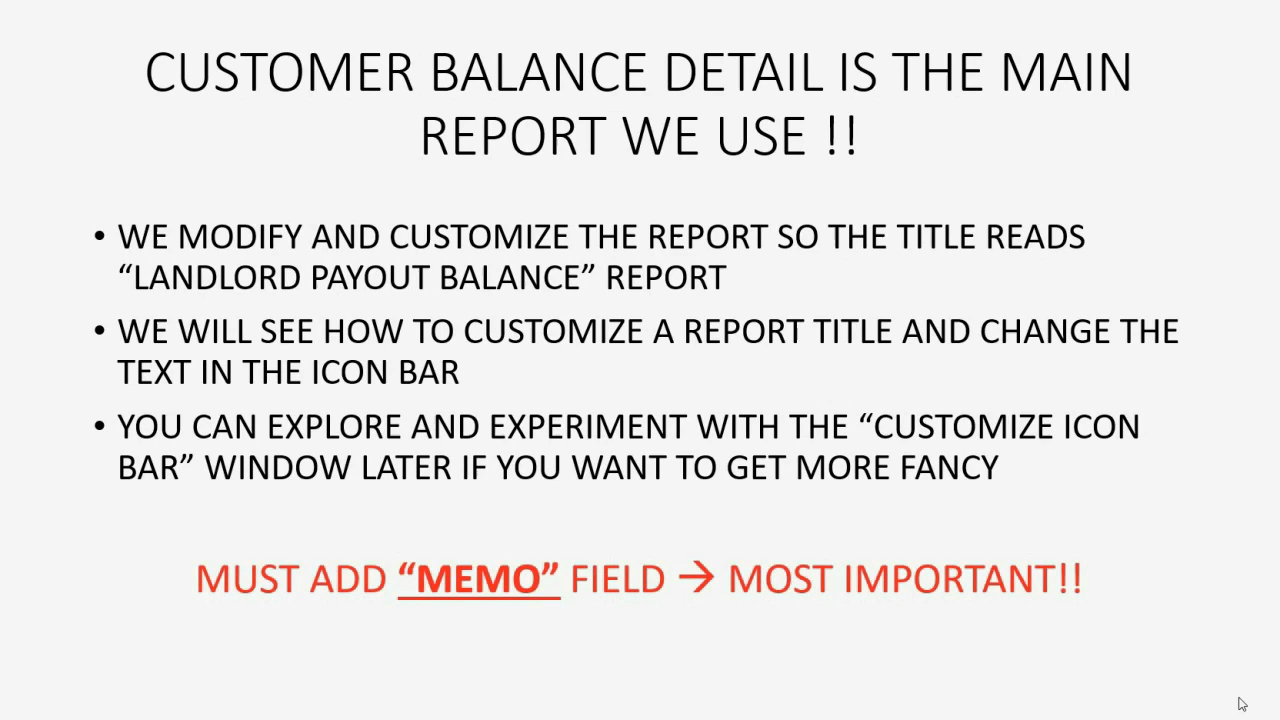 CUSTOMER BALANCE DETAIL IS THE MAIN
REPORT WE USE !!
• WE MODIFY AND CUSTOMIZE THE REPORT SO THE TITLE READS
“LANDLORD PAYOUT BALANCE” REPORT
• WE WILL SEE HOW TO CUSTOMIZE A REPORT TITLE AND CHANGE THE
TEXT IN THE ICON BAR
• YOU CAN EXPLORE AND EXPERIMENT WITH THE “CUSTOMIZE ICON
BAR” WINDOW LATER IF YOU WANT TO GET MORE FANCY
MUST ADD “MEMO” FIELD → MOST IMPORTANT!!